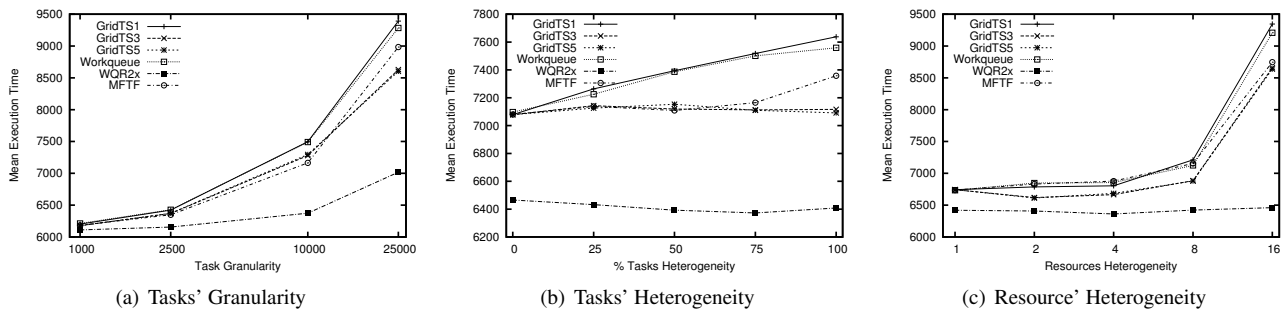 Mean Execution Time
9500
9000
8500
8000
7500
7000
6500
6000
GridTS1
GridTS3
GridTS5
Workqueue
WQR2x
MFTF
1000 2500 10000 25000
Task Granularity
(a) Tasks' Granularity
Mean Execution Time
7800
7600
7400
7200
7000
6800
6600
6400
6200
GridTS1
GridTS3
GridTS5
Workqueue
WQR2x
MFTF
0 25 50 75 100
% Tasks Heterogeneity
(b) Tasks' Heterogeneity
Mean Execution Time
9500
9000
8500
8000
7500
7000
6500
6000
GridTS1
GridTS3
GridTS5
Workqueue
WQR2x
MFTF
1 2 4 8 16
Resources Heterogeneity
(c) Resource' Heterogeneity